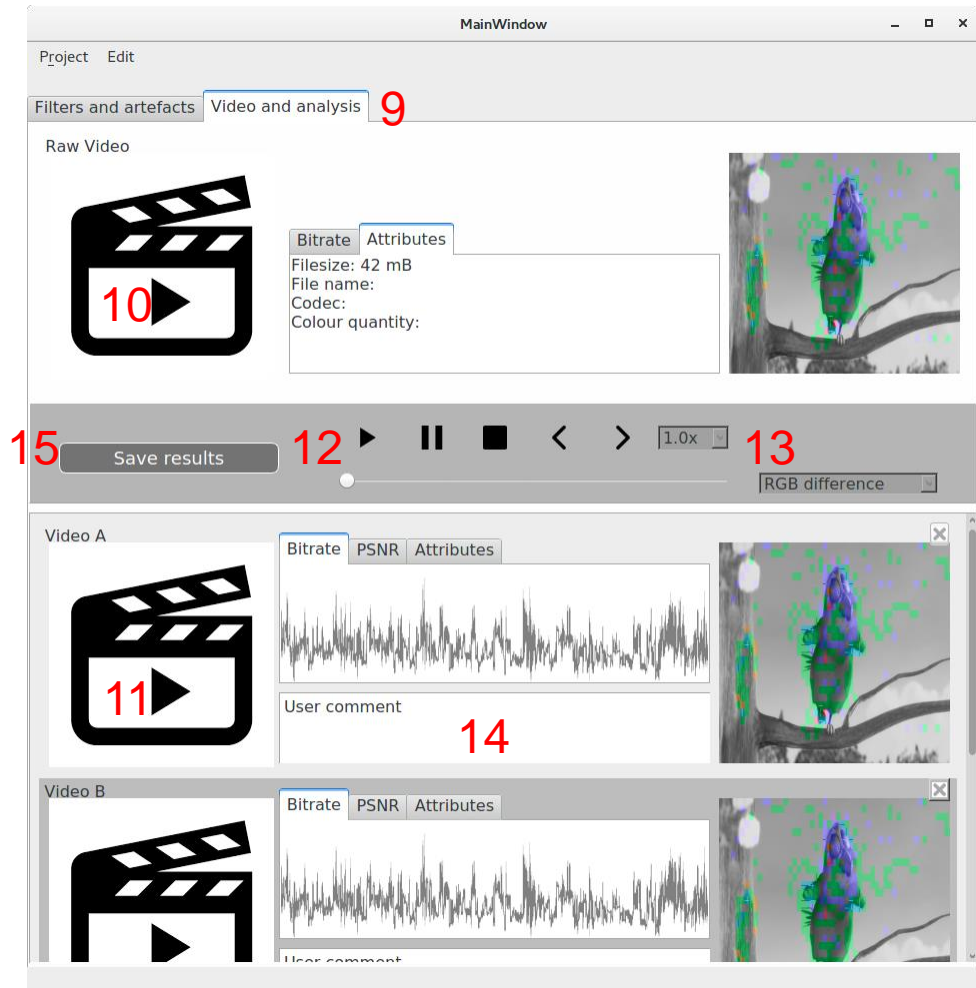 MainWindow
Project Edit
Filters and artefacts Video and analysis 9
Raw Video
Bitrate Attributes
Filesize: 42 mB
File name:
Codec:
Colour quantity:
10
15 Save results 12 1.0x 13
RGB difference
Video A
Bitrate PSNR Attributes
11
User comment
14
Video B
Bitrate PSNR Attributes
User comment